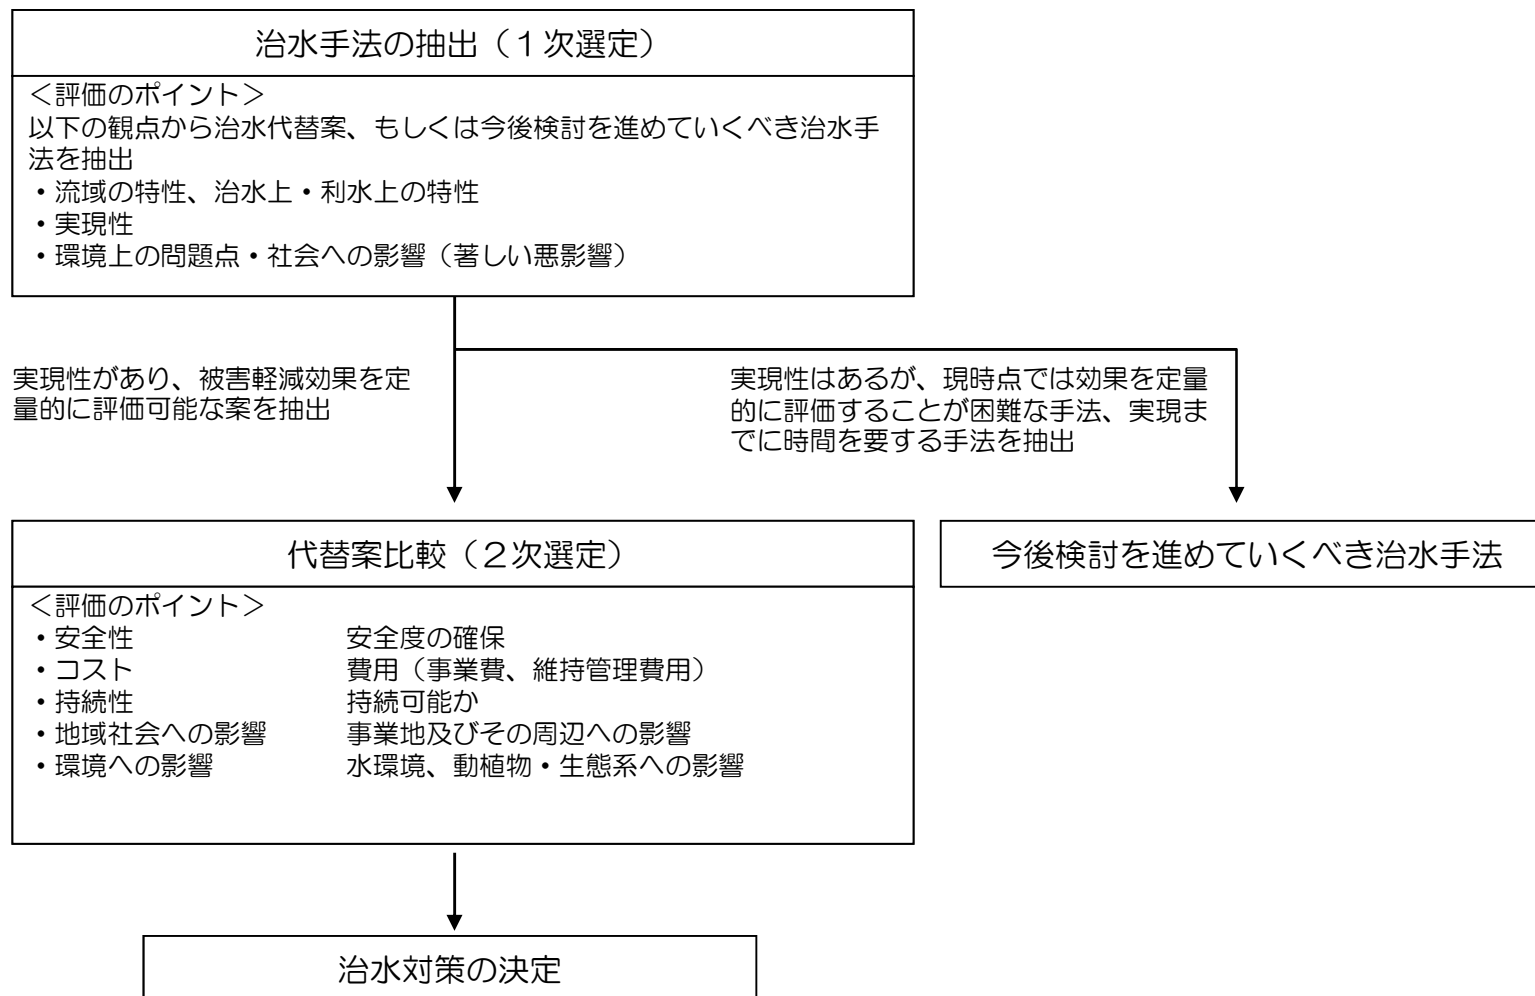 治水手法の抽出（１次選定）
＜評価のポイント＞
以下の観点から治水代替案、もしくは今後検討を進めていくべき治水手
法を抽出
・流域の特性、治水上・利水上の特性
・実現性
・環境上の問題点・社会への影響（著しい悪影響）
実現性があり、被害軽減効果を定
量的に評価可能な案を抽出
実現性はあるが、現時点では効果を定量
的に評価することが困難な手法、実現ま
でに時間を要する手法を抽出
代替案比較（２次選定）
＜評価のポイント＞
・安全性　安全度の確保
・コスト　費用（事業費、維持管理費用）
・持続性　持続可能か
・地域社会への影響　事業地及びその周辺への影響
・環境への影響　水環境、動植物・生態系への影響
今後検討を進めていくべき治水手法
治水対策の決定